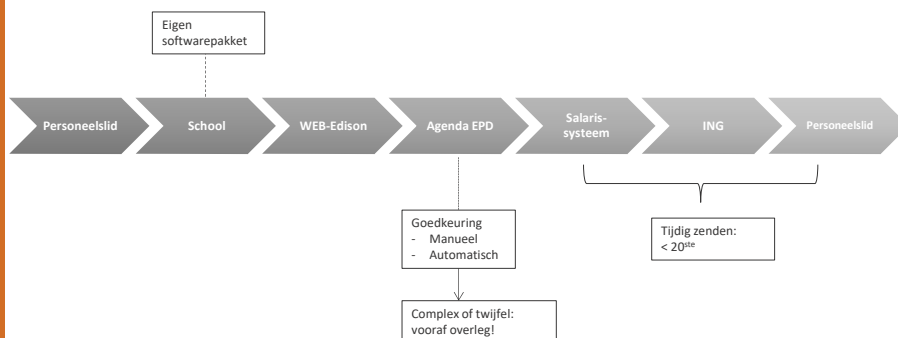 Eigen
softwarepakket
Personeelslid
School
WEB-Edison
Agenda EPD
Salaris-
systeem
ING
Personeelslid
Goedkeuring
- Manueel
- Automatisch
Tijdig zenden:
< 20ste
Complex of twijfel:
vooraf overleg!